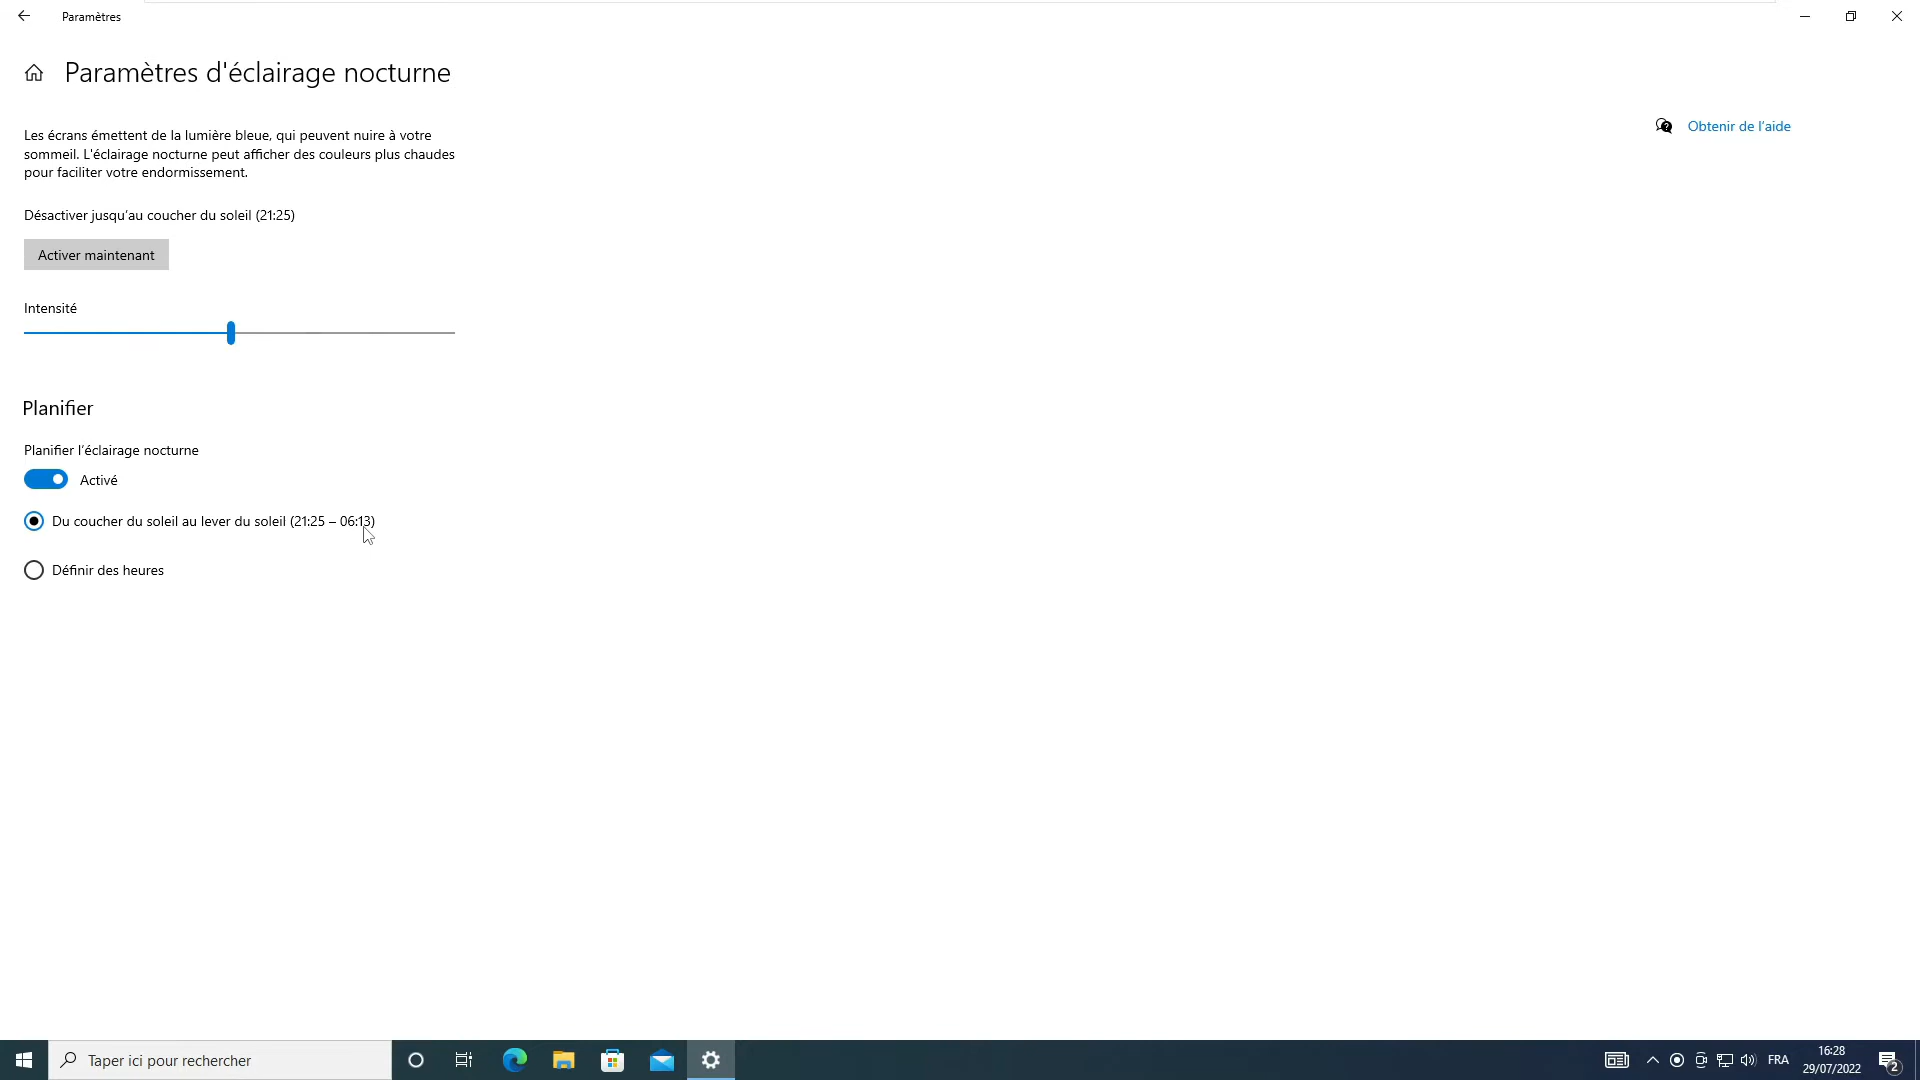 Paramètres
Paramètres d'éclairage nocturne
Les écrans émettent de la lumière bleue, qui peuvent nuire à votre
sommeil. L'éclairage nocturne peut afficher des couleurs plus chaudes
pour faciliter votre endormissement.
Obtenir de l'aide
Désactiver jusqu'au coucher du soleil (21:25)
Activer maintenant
Intensité
Planifier
Planifier l'éclairage nocturne
Activé
Du coucher du soleil au lever du soleil (21:25 – 06:13)
Définir des heures
Taper ici pour rechercher
FRA
16:28
29/07/2022
2